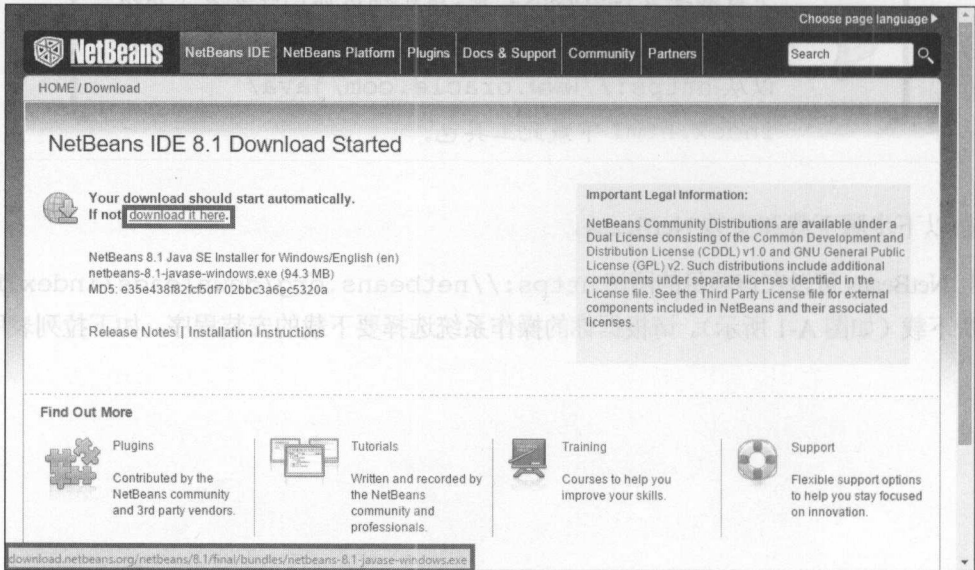 Choose page language
NetBeans
NetBeans IDE
NetBeans Platform
Plugins
Docs & Support
Community
Partners
Search
HOME / Download
NetBeans IDE 8.1 Download Started
Your download should start automatically.
If not download it here.
NetBeans 8.1 Java SE Installer for Windows/English (en)
netbeans-8.1-javase-windows.exe (94.3 MB)
MD5: e35e438f82fcf5df702bbc3a6ec5320a
Release Notes | Installation Instructions
Important Legal Information:
NetBeans Community Distributions are available under a
Dual License consisting of the Common Development and
Distribution License (CDDL) v1.0 and GNU General Public
License (GPL) v2. Such distributions include additional
components under separate licenses identified in the
License file. See the Third Party License file for external
components included in NetBeans and their associated
licenses.
Find Out More
Plugins
Contributed by the
NetBeans community
and 3rd party vendors.
Tutorials
Written and recorded by
the NetBeans
community and
professionals.
Training
Courses to help you
improve your skills.
Support
Flexible support options
to help you stay focused
on innovation.
download.netbeans.org/netbeans/8.1/final/bundles/netbeans-8.1-javase-windows.exe